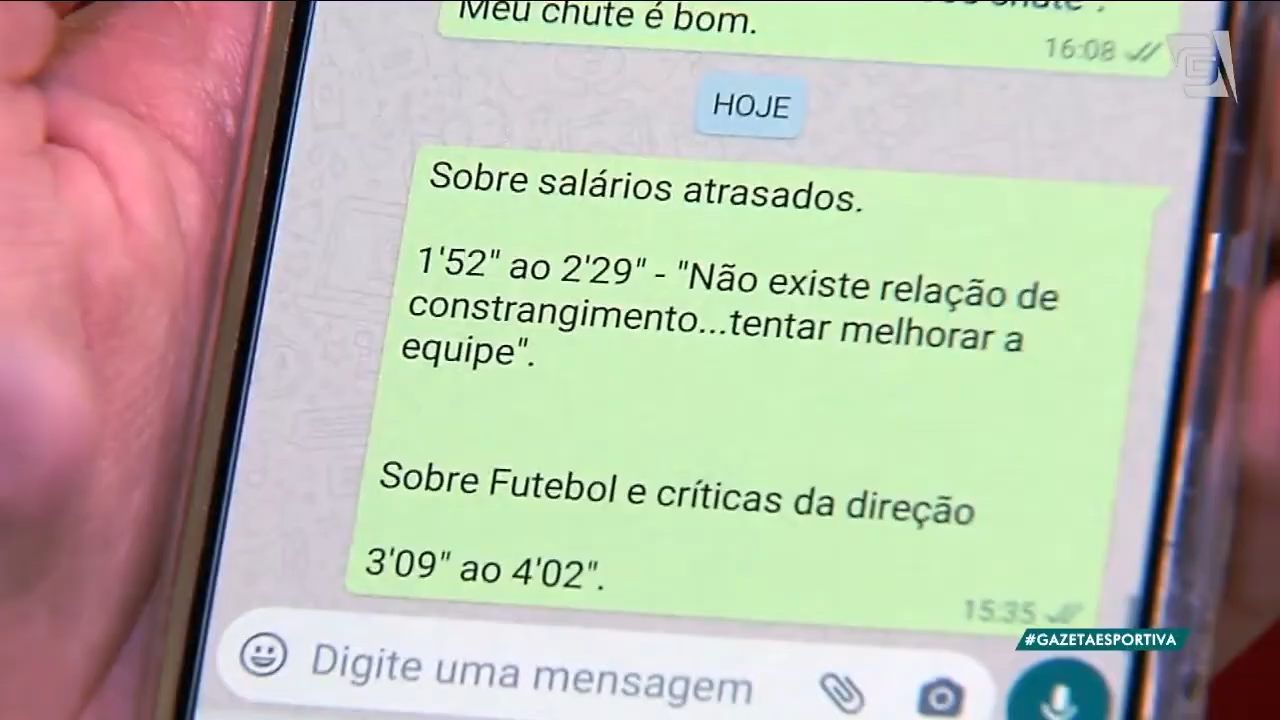 Meu chute é bom.
16:08
HOJE
Sobre salários atrasados.
1'52" ao 2'29" - "Não existe relação de
constrangimento...tentar melhorar a
equipe".
Sobre Futebol e críticas da direção
3'09" ao 4'02".
15:35
#GAZETAESPORTIVA
Digite uma mensagem